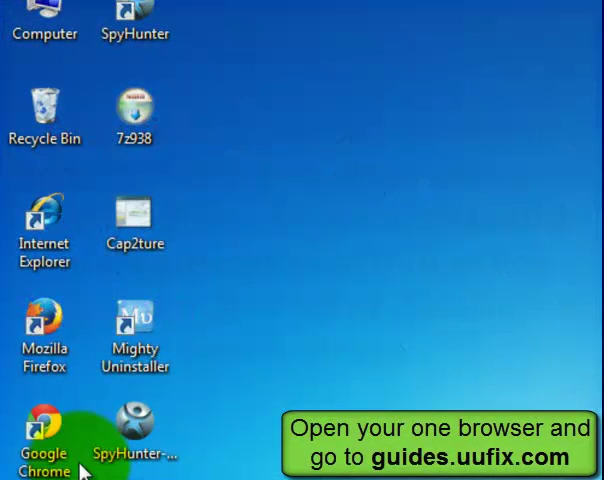 Computer
SpyHunter
Recycle Bin
7z938
Internet
Explorer
Cap2ture
Mozilla
Firefox
Mighty
Uninstaller
Google
Chrome
SpyHunter-...
Open your one browser and
go to guides.uufix.com